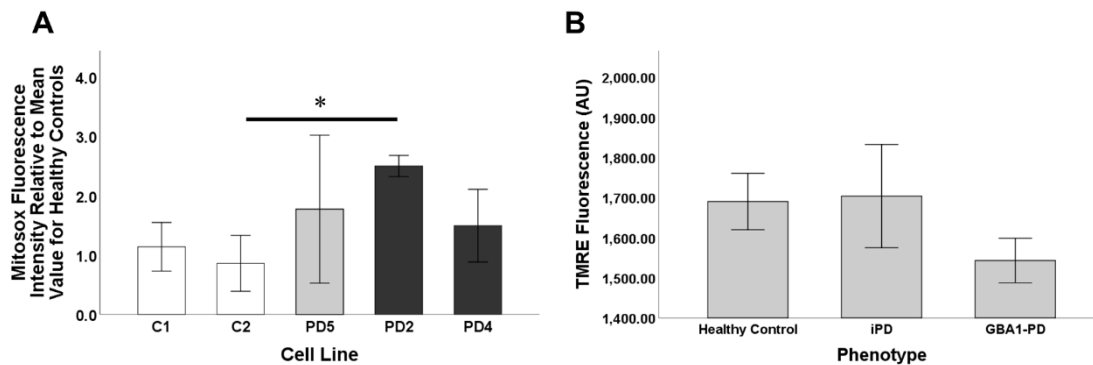 A
Mitosox Fluorescence
Intensity Relative to Mean
Value for Healthy Controls
4.0
3.0
2.0
1.0
0.0
*
C1 C2 PD5 PD2 PD4
Cell Line
B
TMRE Fluorescence (AU)
2,000.00
1,900.00
1,800.00
1,700.00
1,600.00
1,500.00
1,400.00
Healthy Control iPD GBA1-PD
Phenotype